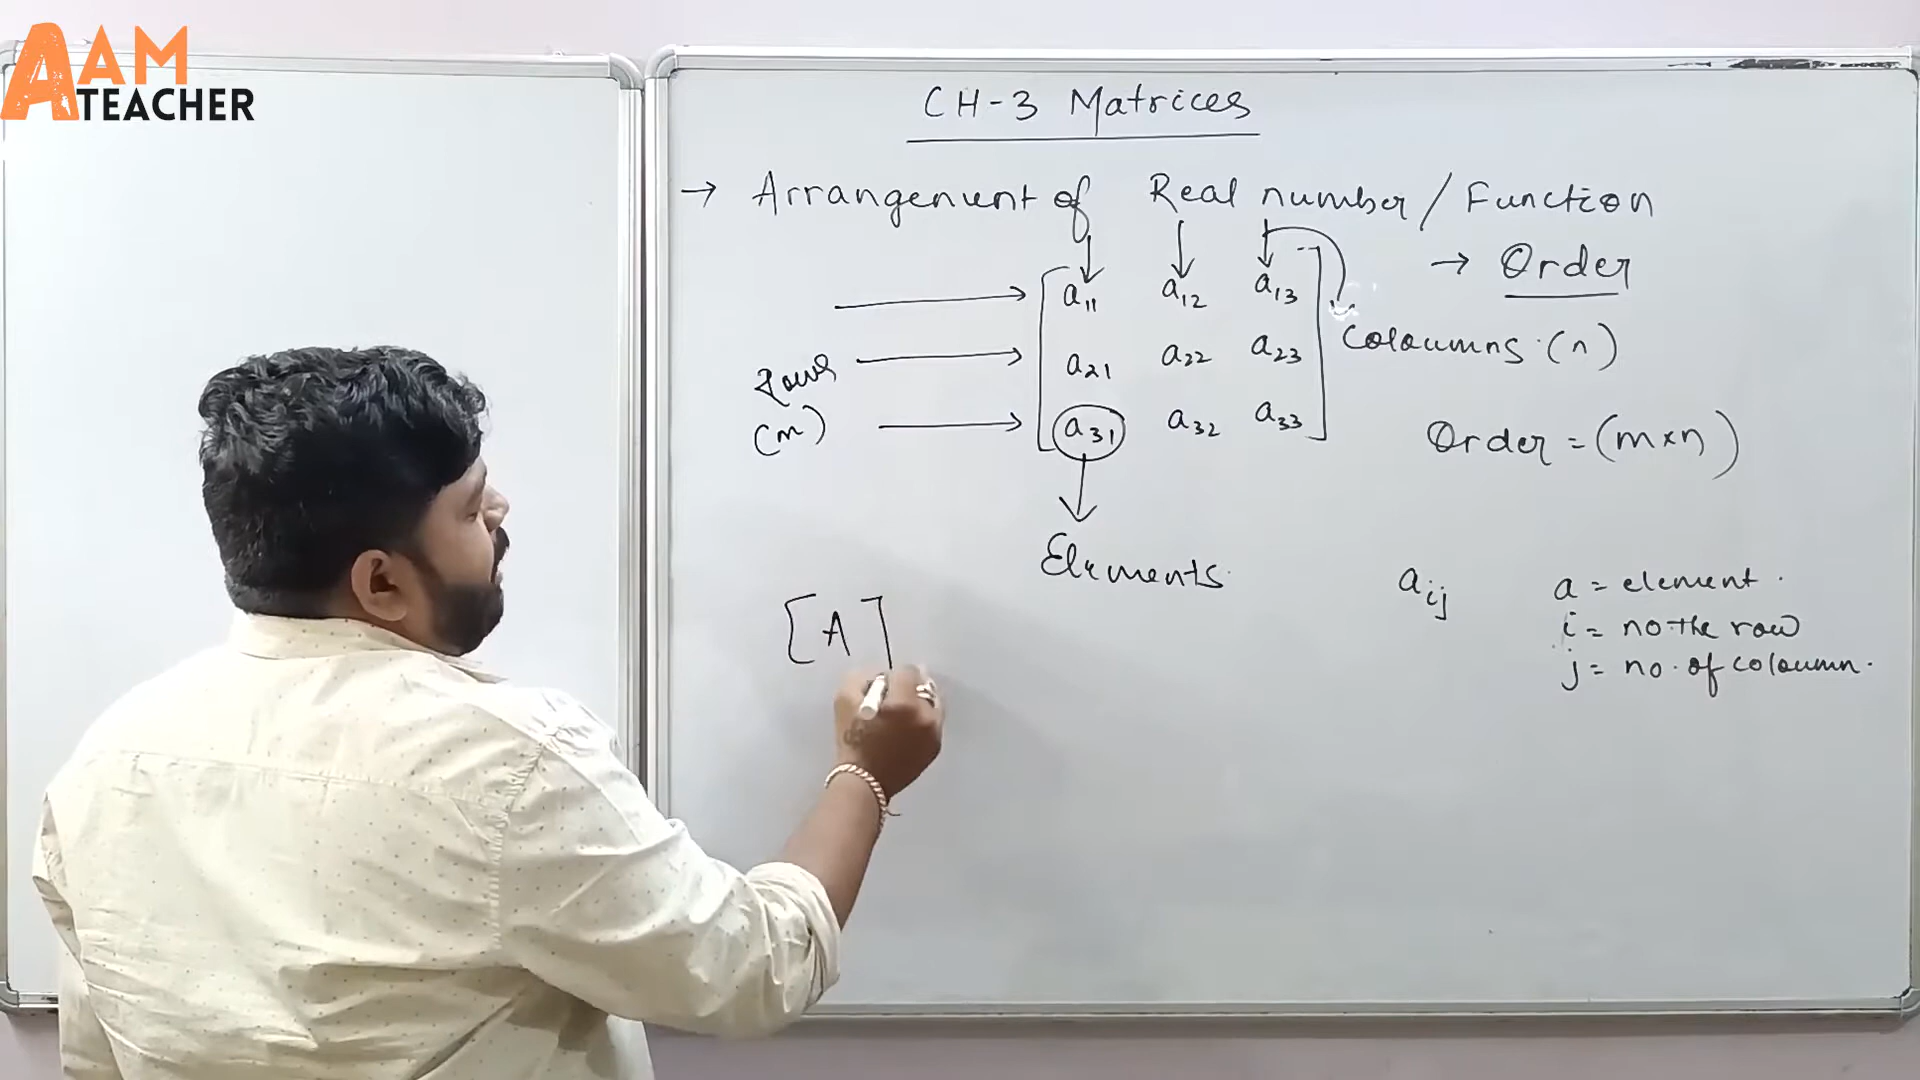 AAM
TEACHER
CH-3 Matrices
→ Arrangement of Real number / Function
→ Order
a11 a12 a13
Coloumns (n)
rows
a21 a22 a23
(m)
a31 a32 a33
Order = (m×n)
Elements
aij
a = element.
i = no the row
j = no. of coloumn.
[A]